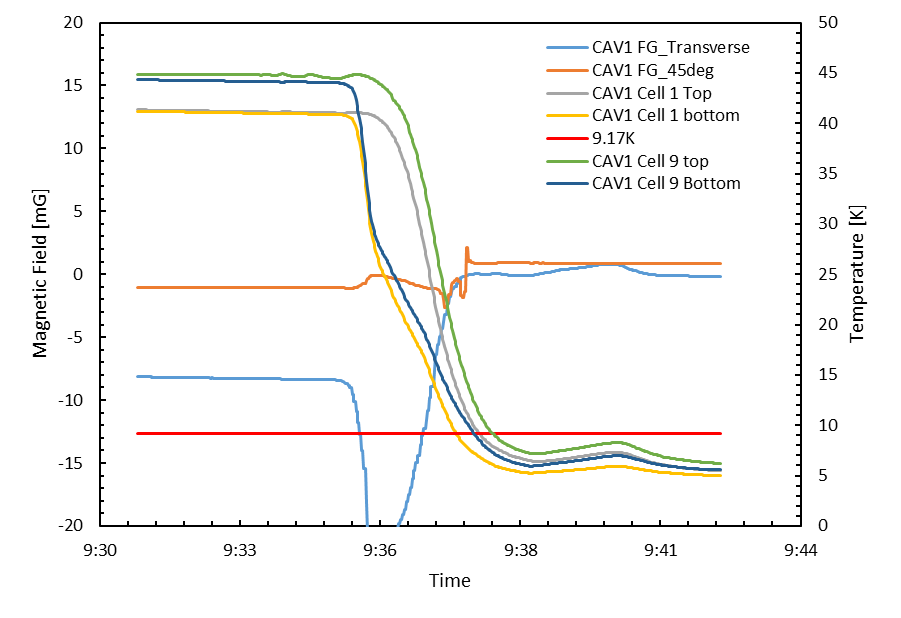 20
15
10
5
0
-5
-10
-15
-20
Magnetic Field [mG]
CAV1 FG_Transverse
CAV1 FG_45deg
CAV1 Cell 1 Top
CAV1 Cell 1 bottom
9.17K
CAV1 Cell 9 top
CAV1 Cell 9 Bottom
50
45
40
35
30
25
20
15
10
5
0
Temperature [K]
9:30 9:33 9:36 9:38 9:41 9:44
Time